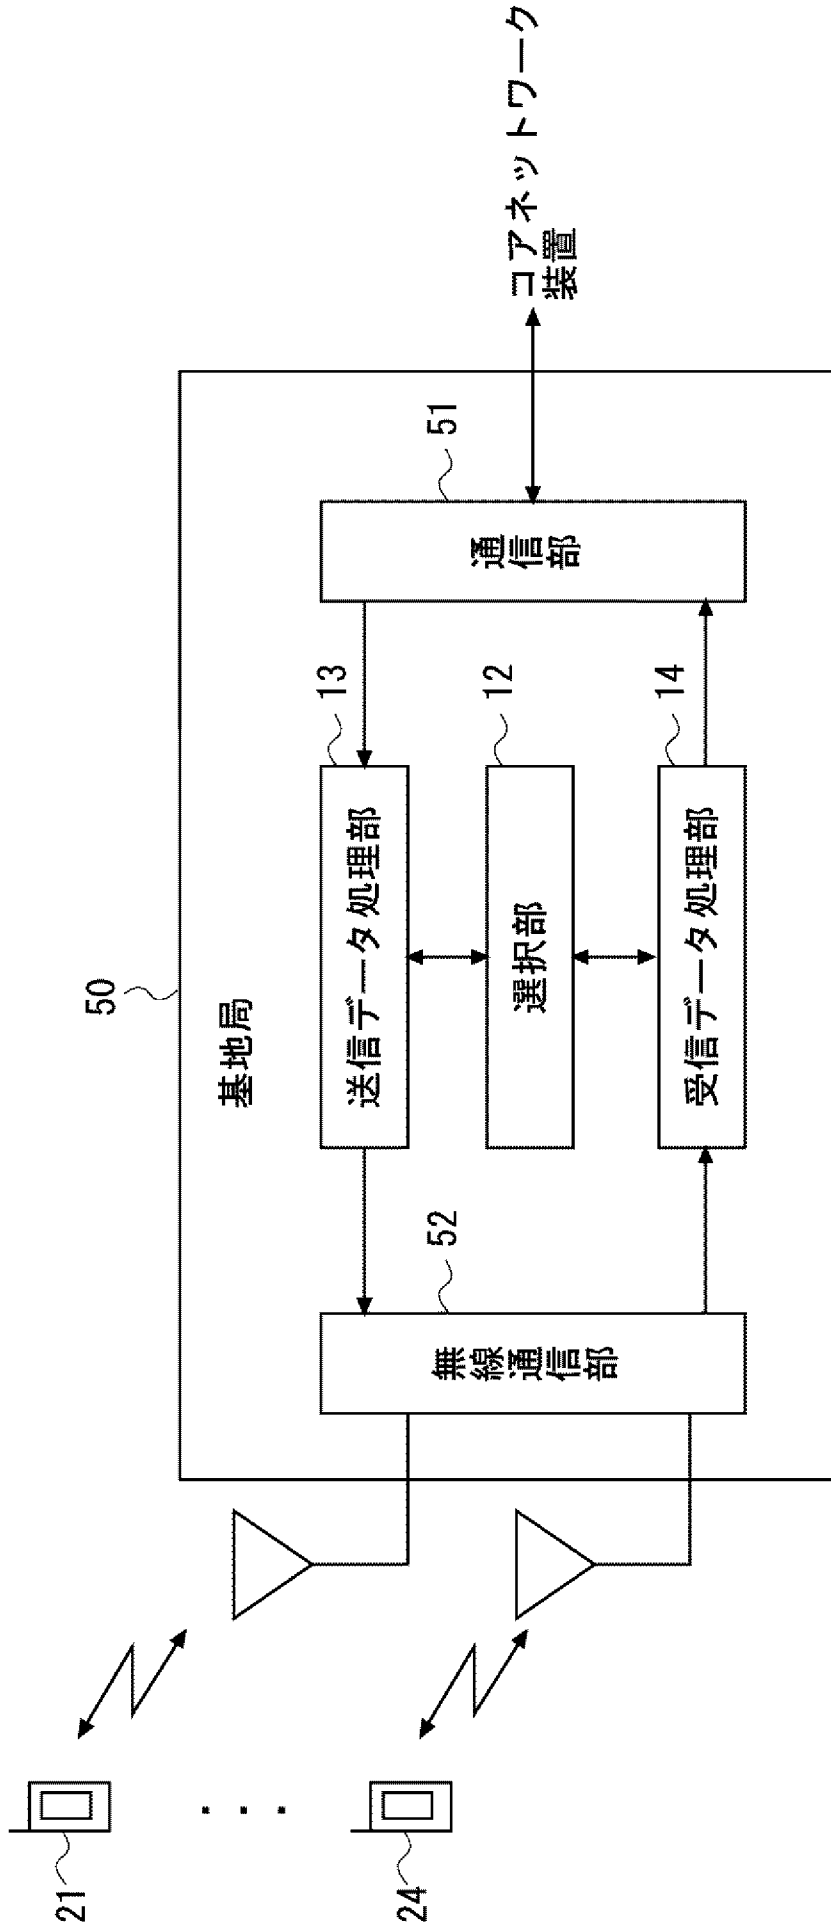 50
基地局
21
24
・・・
52
無線通信部
13
送信データ処理部
12
選択部
14
受信データ処理部
51
通信部
コアネットワーク
装置